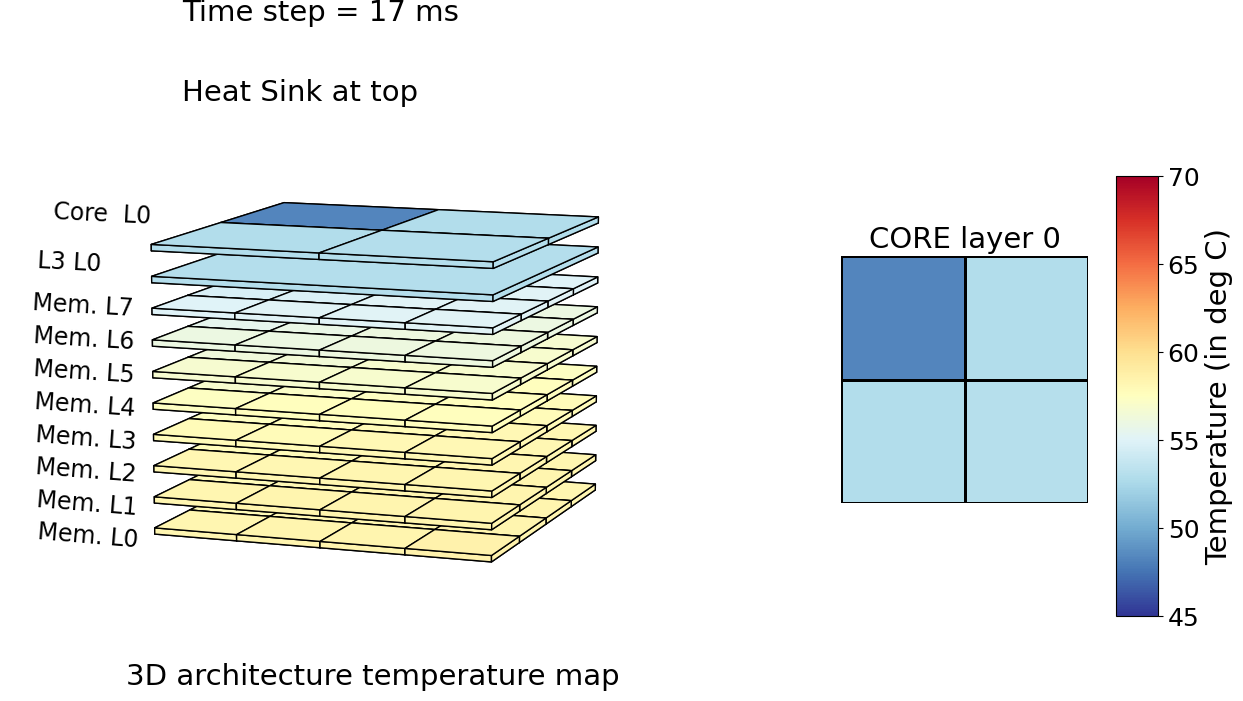 Time step = 17 ms
Heat Sink at top
Core L0
L3 L0
Mem. L7
Mem. L6
Mem. L5
Mem. L4
Mem. L3
Mem. L2
Mem. L1
Mem. L0
3D architecture temperature map
CORE layer 0
70
65
60
55
50
45
Temperature (in deg C)